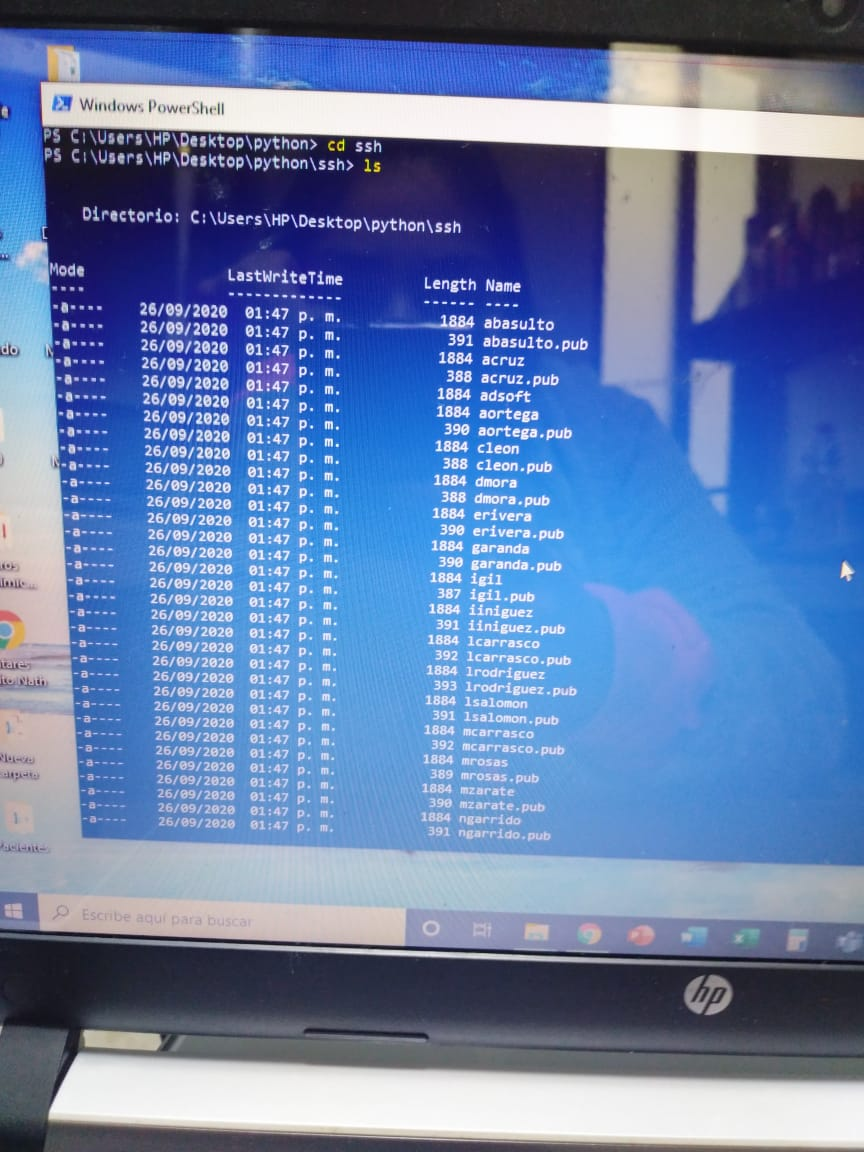 Windows PowerShell
PS C:\Users\HP\Desktop\python> cd ssh
PS C:\Users\HP\Desktop\python\ssh> ls
Directorio: C:\Users\HP\Desktop\python\ssh
Mode LastWriteTime Length Name
---- ------------- ------ ----
-a---- 26/09/2020 01:47 p. m. 1884 abasulto
-a---- 26/09/2020 01:47 p. m. 391 abasulto.pub
-a---- 26/09/2020 01:47 p. m. 1884 acruz
-a---- 26/09/2020 01:47 p. m. 388 acruz.pub
-a---- 26/09/2020 01:47 p. m. 1884 adsoft
-a---- 26/09/2020 01:47 p. m. 1884 aortega
-a---- 26/09/2020 01:47 p. m. 390 aortega.pub
-a---- 26/09/2020 01:47 p. m. 1884 cleon
-a---- 26/09/2020 01:47 p. m. 388 cleon.pub
-a---- 26/09/2020 01:47 p. m. 1884 dmora
-a---- 26/09/2020 01:47 p. m. 388 dmora.pub
-a---- 26/09/2020 01:47 p. m. 1884 erivera
-a---- 26/09/2020 01:47 p. m. 390 erivera.pub
-a---- 26/09/2020 01:47 p. m. 1884 garanda
-a---- 26/09/2020 01:47 p. m. 390 garanda.pub
-a---- 26/09/2020 01:47 p. m. 1884 igil
-a---- 26/09/2020 01:47 p. m. 387 igil.pub
-a---- 26/09/2020 01:47 p. m. 1884 iiniguez
-a---- 26/09/2020 01:47 p. m. 391 iiniguez.pub
-a---- 26/09/2020 01:47 p. m. 1884 lcarrasco
-a---- 26/09/2020 01:47 p. m. 392 lcarrasco.pub
-a---- 26/09/2020 01:47 p. m. 1884 lrodriguez
-a---- 26/09/2020 01:47 p. m. 393 lrodriguez.pub
-a---- 26/09/2020 01:47 p. m. 1884 lsalomon
-a---- 26/09/2020 01:47 p. m. 391 lsalomon.pub
-a---- 26/09/2020 01:47 p. m. 1884 mcarrasco
-a---- 26/09/2020 01:47 p. m. 392 mcarrasco.pub
-a---- 26/09/2020 01:47 p. m. 1884 mrosas
-a---- 26/09/2020 01:47 p. m. 389 mrosas.pub
-a---- 26/09/2020 01:47 p. m. 1884 mzarate
-a---- 26/09/2020 01:47 p. m. 390 mzarate.pub
-a---- 26/09/2020 01:47 p. m. 1884 ngarrido
-a---- 26/09/2020 01:47 p. m. 391 ngarrido.pub
Nueva
carpeta
Escribe aquí para buscar
hp